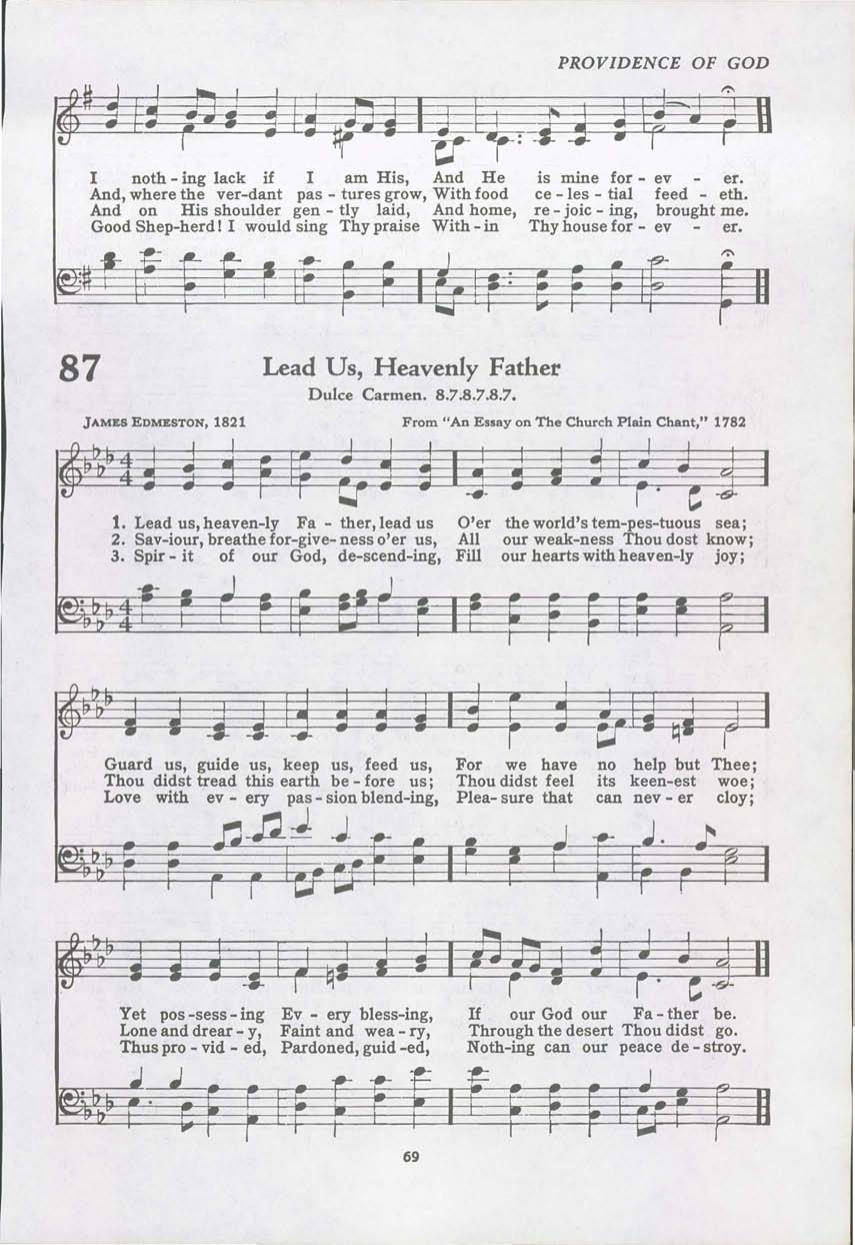 PROVIDENCE OF GOD
I noth - ing lack if I am His, And He is mine for - ev - er.
And, where the ver-dant pas - tures grow, With food ce - les - tial feed - eth.
And on His shoulder gen - tly laid, And home, re - joic - ing, brought me.
Good Shep-herd! I would sing Thy praise With - in Thy house for - ev - er.
87
Lead Us, Heavenly Father
Dulce Carmen. 8.7.8.7.8.7.
JAMES EDMESTON, 1821 From "An Essay on The Church Plain Chant," 1782
4
4
1. Lead us, heaven-ly Fa - ther, lead us O'er the world's tem-pes-tuous sea;
2. Sav-iour, breathe for-give-ness o'er us, All our weak-ness Thou dost know;
3. Spir - it of our God, de-scend-ing, Fill our hearts with heaven-ly joy;
4
4
Guard us, guide us, keep us, feed us, For we have no help but Thee;
Thou didst tread this earth be - fore us; Thou didst feel its keen-est woe;
Love with ev - ery pas - sion blend-ing, Plea- sure that can nev - er cloy;
Yet pos -sess - ing Ev - ery bless-ing, If our God our Fa - ther be.
Lone and drear - y, Faint and wea - ry, Through the desert Thou didst go.
Thus pro - vid - ed, Pardoned, guid -ed, Noth-ing can our peace de - stroy.
69